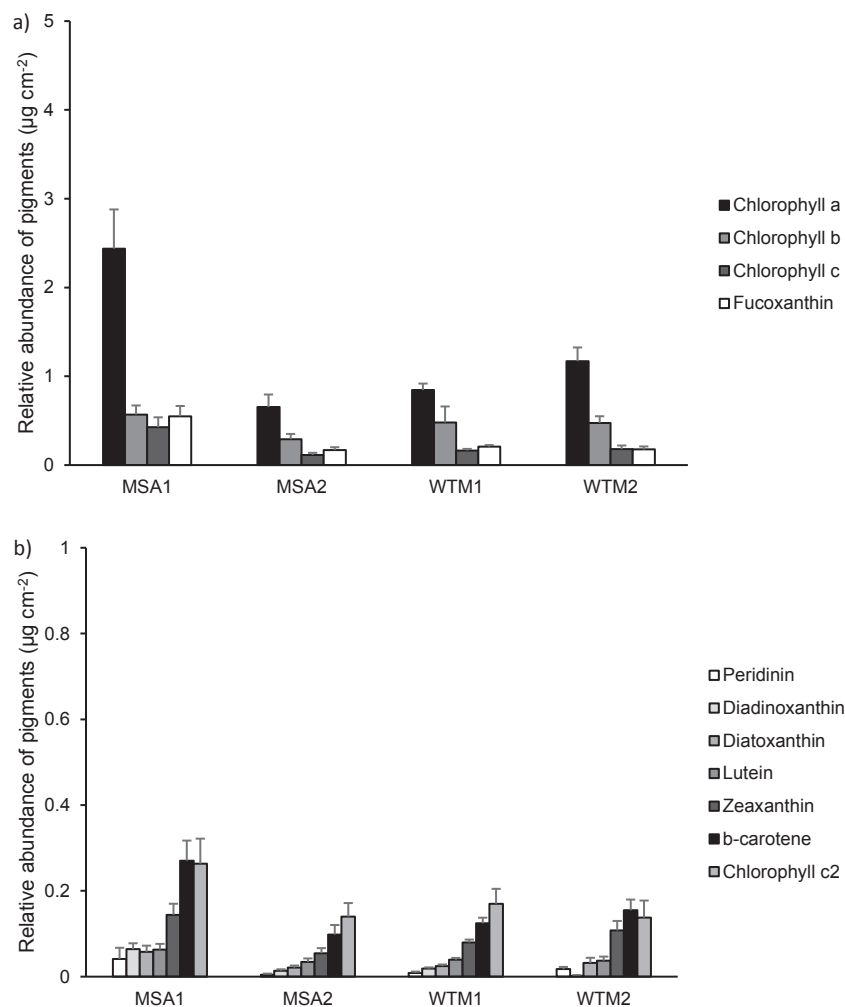 a)
Relative abundance of pigments (µg cm-2)
5
4
3
2
1
0
MSA1 MSA2 WTM1 WTM2
Chlorophyll a
Chlorophyll b
Chlorophyll c
Fucoxanthin
b)
Relative abundance of pigments (µg cm-2)
1
0.8
0.6
0.4
0.2
0
MSA1 MSA2 WTM1 WTM2
Peridinin
Diadinoxanthin
Diatoxanthin
Lutein
Zeaxanthin
b-carotene
Chlorophyll c2